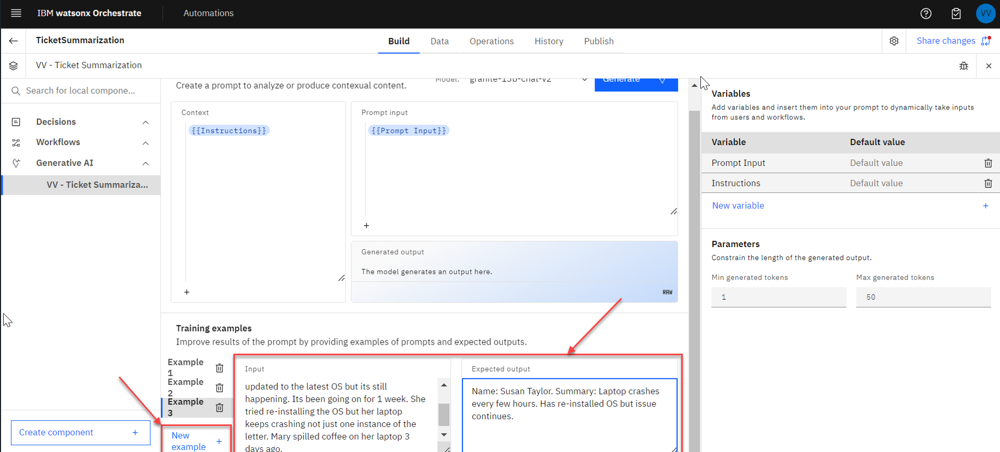 IBM watsonx Orchestrate
Automations
VV
TicketSummarization
Build
Data
Operations
History
Publish
Share changes
VV - Ticket Summarization
Search for local compone...
Decisions
Workflows
Generative AI
VV - Ticket Summariza...
Create component +
Create a prompt to analyze or produce contexual content.
Model:
granite-13b-chat-v2
Generate
Context
{{Instructions}}
+
Prompt input
{{Prompt Input}}
+
Generated output
The model generates an output here.
RAW
Training examples
Improve results of the prompt by providing examples of prompts and expected outputs.
Example
1
Example
2
Example
3
New
example +
Input
updated to the latest OS but its still
happening. Its been going on for 1 week. She
tried re-installing the OS but her laptop
keeps crashing not just one instance of the
letter. Mary spilled coffee on her laptop 3
days ago.
Expected output
Name: Susan Taylor. Summary: Laptop crashes
every few hours. Has re-installed OS but issue
continues.
Variables
Add variables and insert them into your prompt to dynamically take inputs
from users and workflows.
Variable Default value
Prompt Input Default value
Instructions Default value
New variable +
Parameters
Constrain the length of the generated output.
Min generated tokens Max generated tokens
1 50